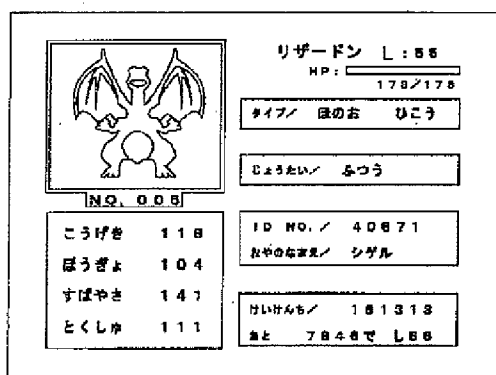 リザードン L:55
HP:
178/178
タイプ/ ほのお ひこう
じょうたい/ ふつう
NO. 006
こうげき 118
ぼうぎょ 104
すばやさ 141
とくしゅ 111
ID NO./ 40671
おやのなまえ/ シゲル
けいけんち/ 161313
あと 7846で L56